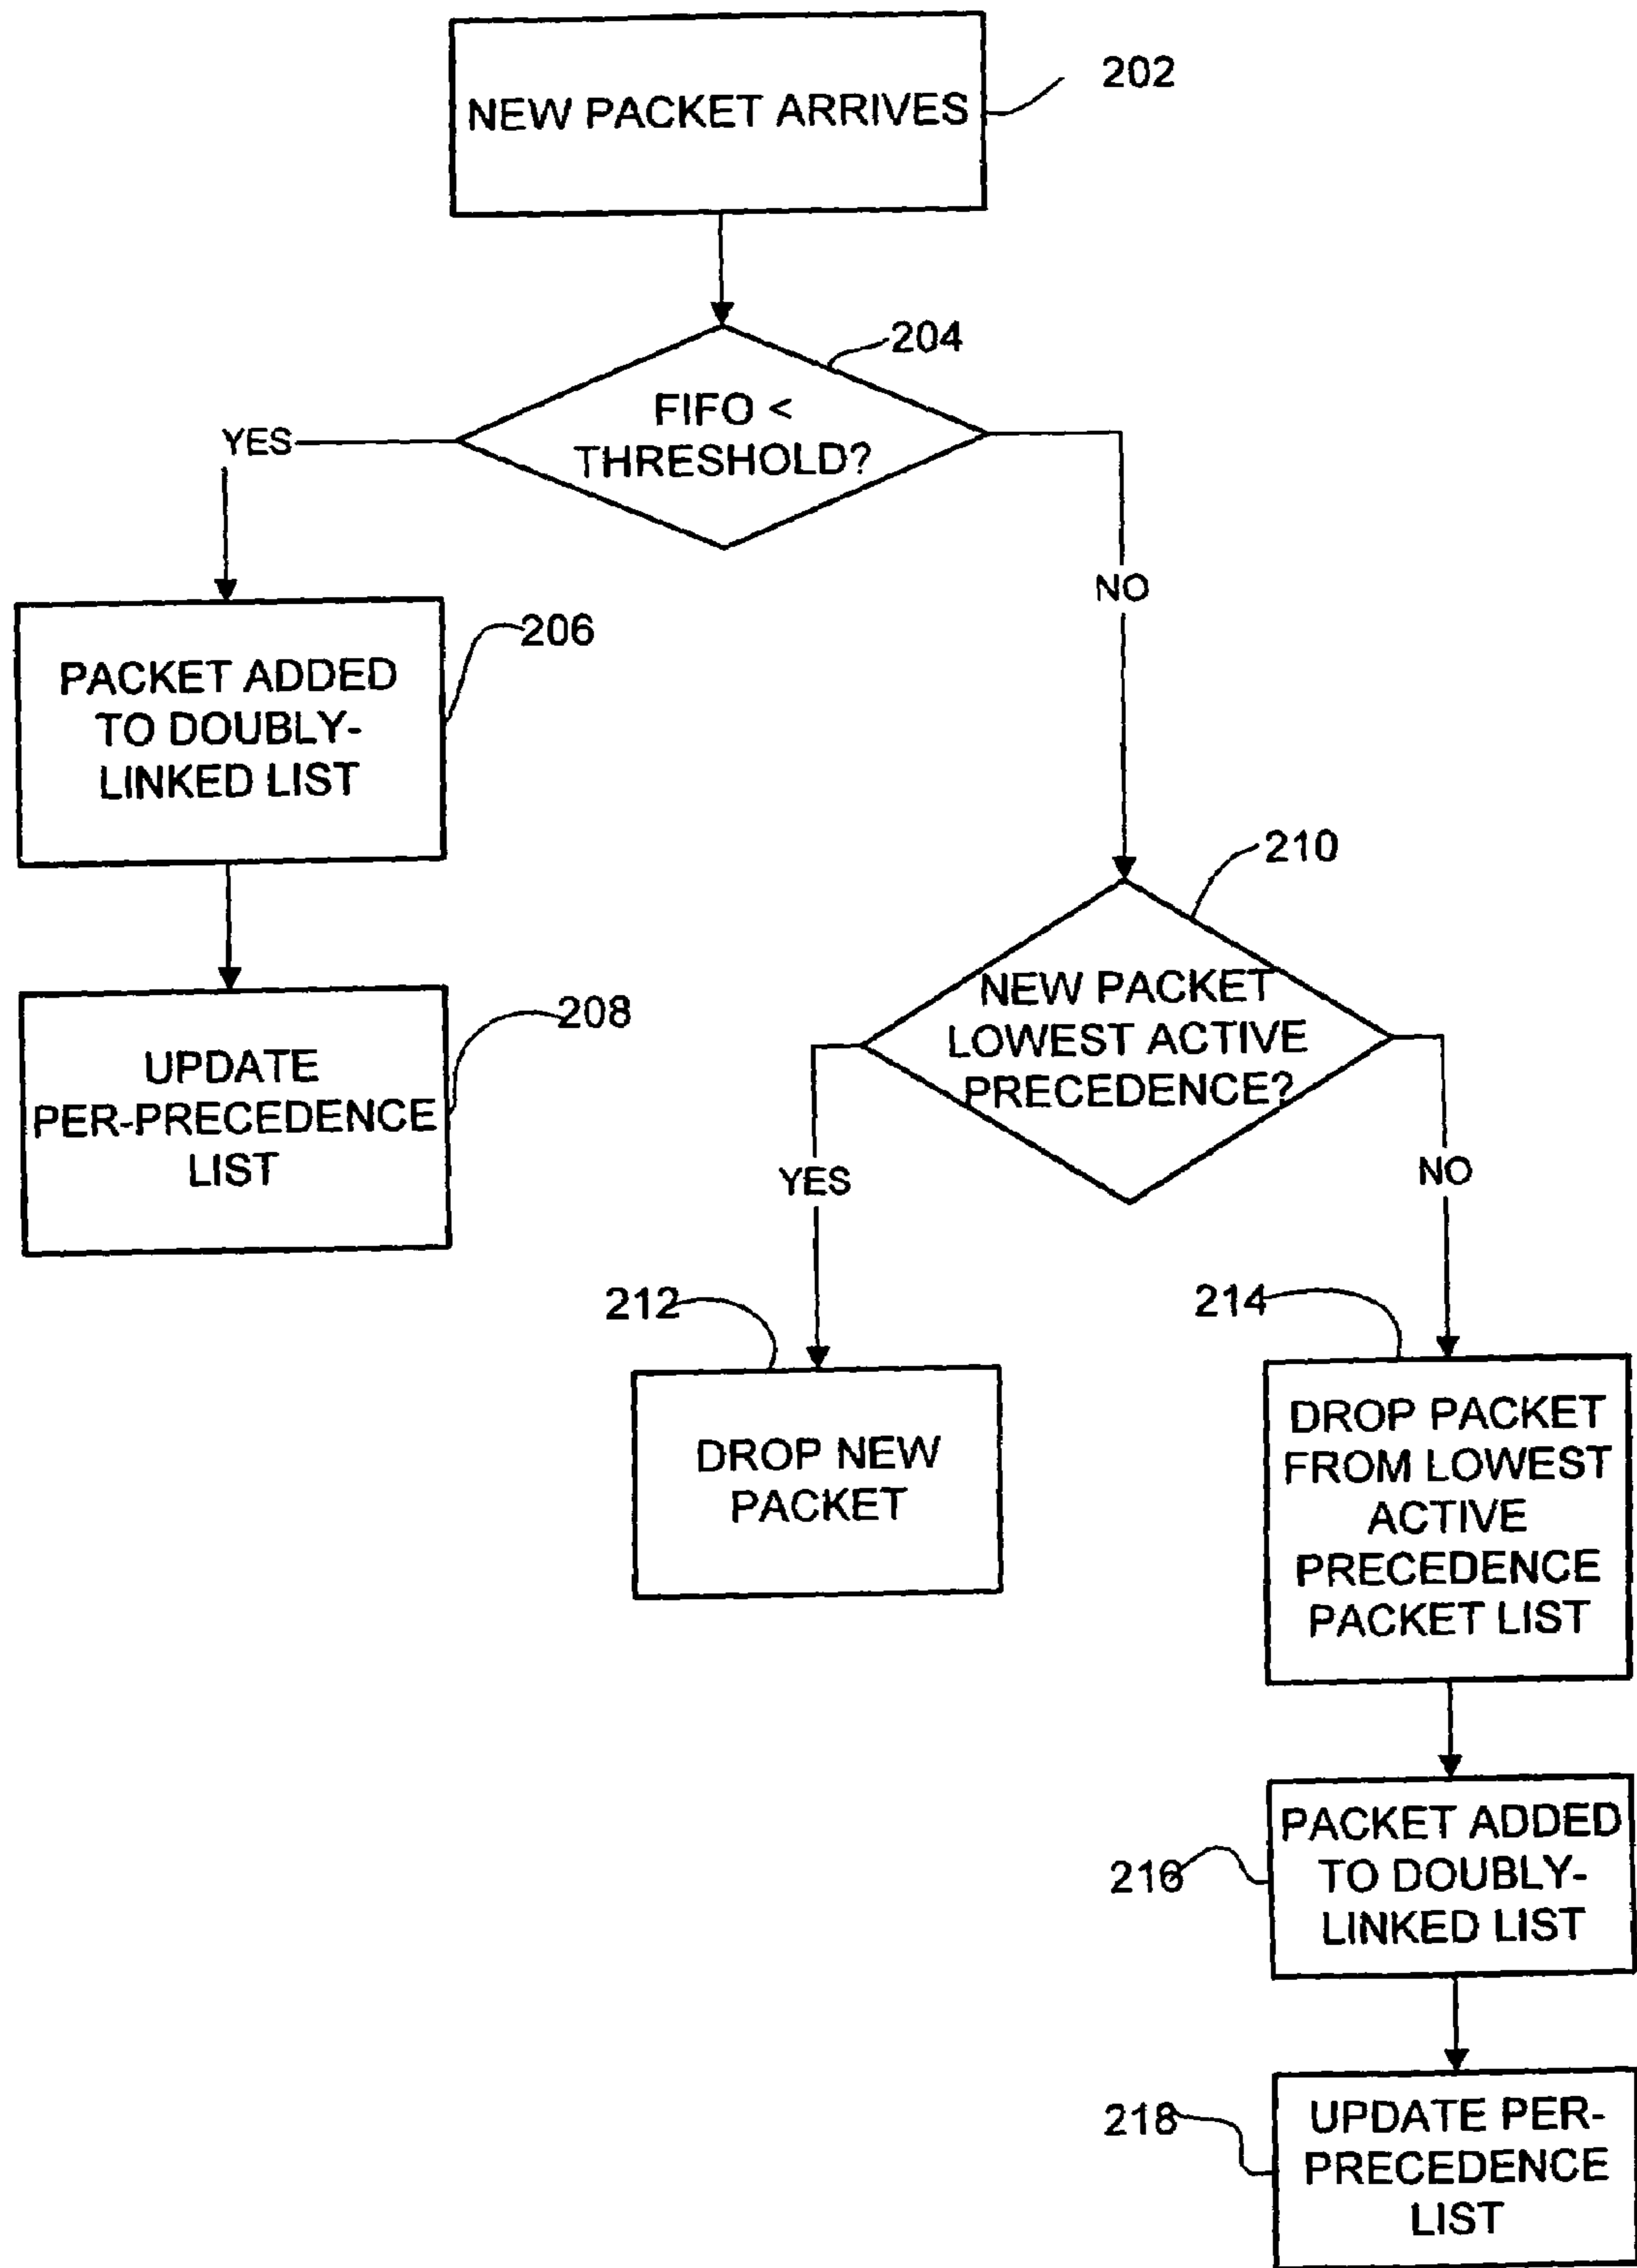 NEW PACKET ARRIVES
202
204
FIFO <
THRESHOLD?
YES
NO
206
PACKET ADDED
TO DOUBLY-
LINKED LIST
208
UPDATE
PER-PRECEDENCE
LIST
210
NEW PACKET
LOWEST ACTIVE
PRECEDENCE?
YES
NO
212
DROP NEW
PACKET
214
DROP PACKET
FROM LOWEST
ACTIVE
PRECEDENCE
PACKET LIST
216
PACKET ADDED
TO DOUBLY-
LINKED LIST
218
UPDATE PER-
PRECEDENCE
LIST